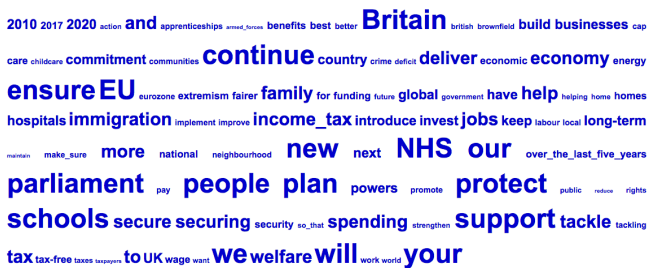 2010 2017 2020 action and apprenticeships armed_forces benefits best better Britain british brownfield build businesses cap
care childcare commitment communities continue country crime deficit deliver economic economy energy
ensure EU eurozone extremism fairer family for funding future global government have help helping home homes
hospitals immigration implement improve income_tax introduce invest jobs keep labour local long-term
maintain make_sure more national neighbourhood new next NHS our over_the_last_five_years
parliament pay people plan powers promote protect public reduce rights
schools secure securing security so_that spending strengthen support tackle tackling
tax tax-free taxes taxpayers to UK wage want we welfare will work world your